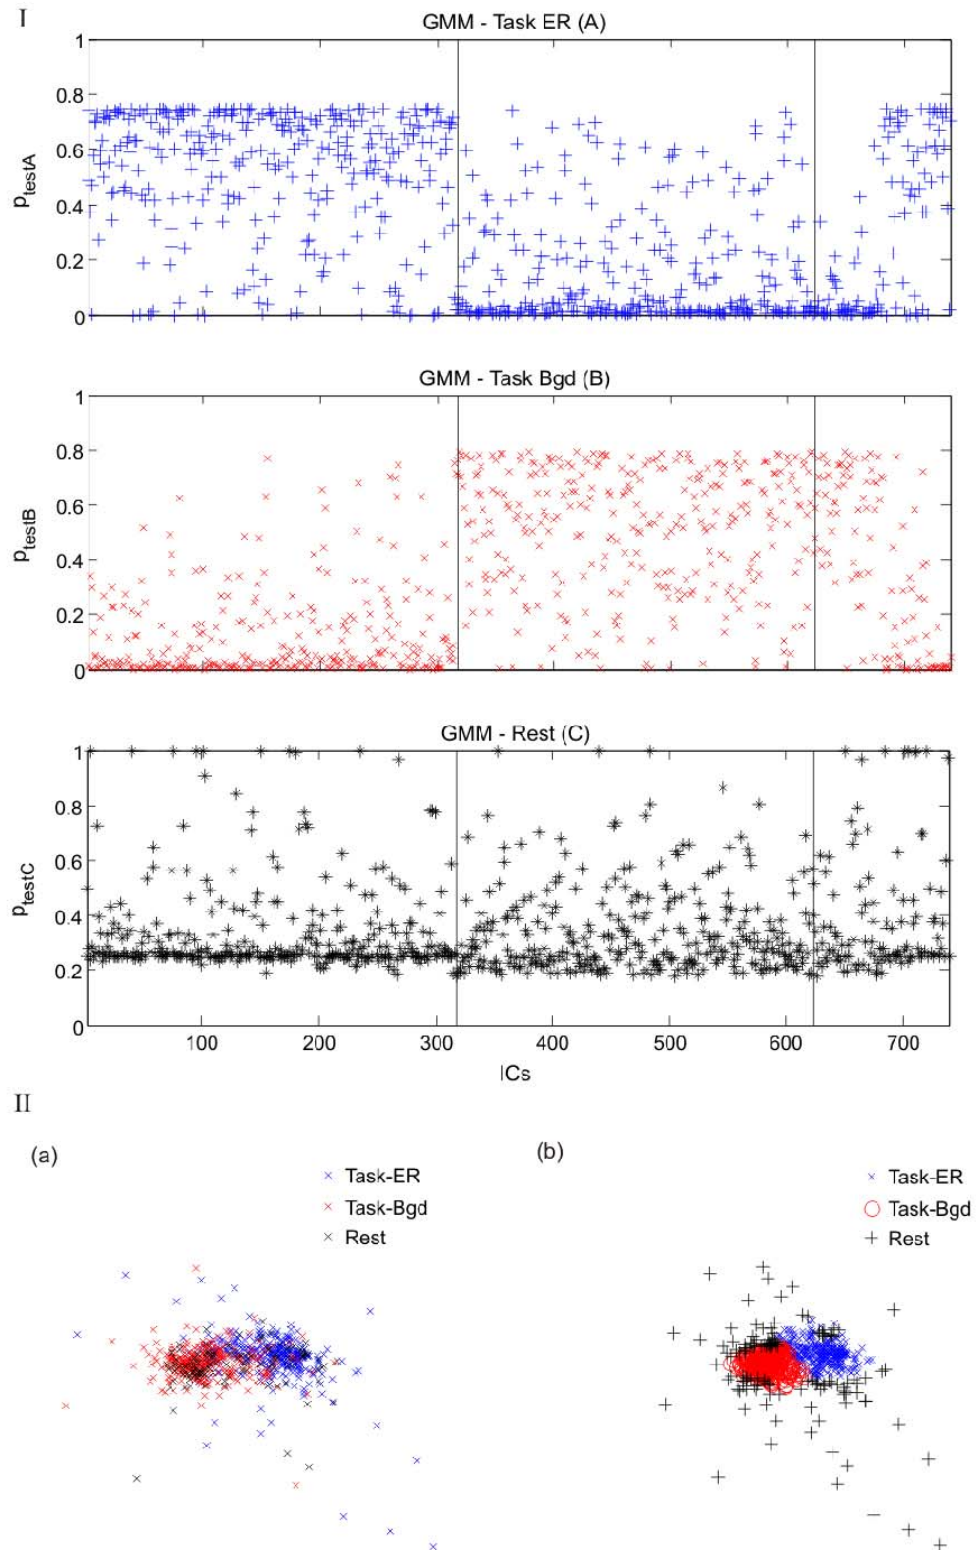 I
GMM - Task ER (A)
1
0.8
0.6
0.4
0.2
0
p_testA
GMM - Task Bgd (B)
1
0.8
0.6
0.4
0.2
0
p_testB
GMM - Rest (C)
1
0.8
0.6
0.4
0.2
0
p_testC
100 200 300 400 500 600 700
ICs
II
(a)
× Task-ER
× Task-Bgd
× Rest
(b)
× Task-ER
○ Task-Bgd
+ Rest